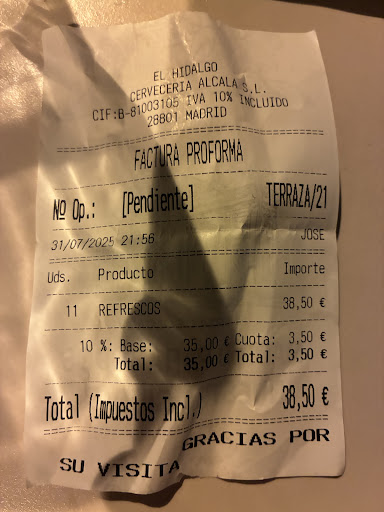 EL HIDALGO
CERVECERIA ALCALA S.L.
CIF:B-81003105 IVA 10% INCLUIDO
28801 MADRID
FACTURA PROFORMA
Nº Op.: [Pendiente] TERRAZA/21
31/07/2025 21:56 JOSE
Uds. Producto Importe
11 REFRESCOS 38,50 €
10 %: Base: 35,00 € Cuota: 3,50 €
Total: 35,00 € Total: 3,50 €
Total (Impuestos Incl.) 38,50 €
GRACIAS POR
SU VISITA